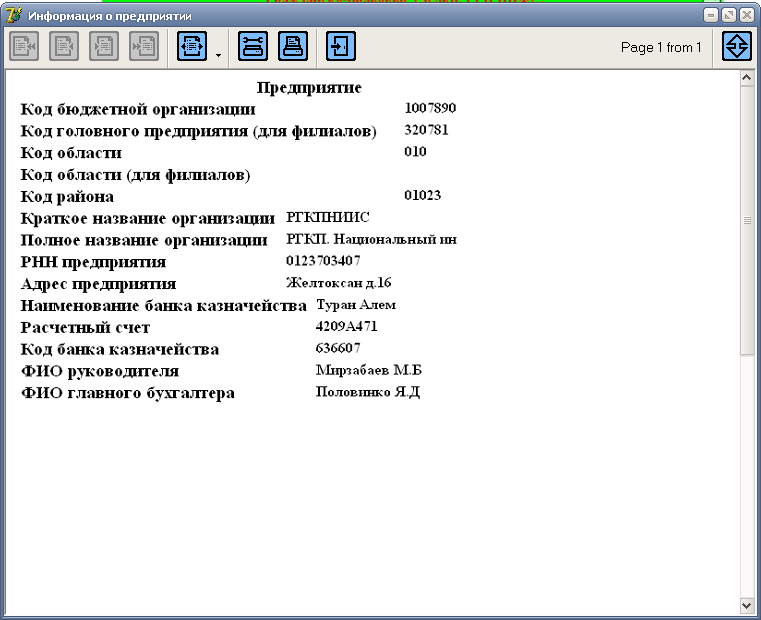 Информация о предприятии
Page 1 from 1
Предприятие
Код бюджетной организации 1007890
Код головного предприятия (для филиалов) 320781
Код области 010
Код области (для филиалов)
Код района 01023
Краткое название организации РГКПНИИС
Полное название организации РГКП. Национальный ин
РНН предприятия 0123703407
Адрес предприятия Желтоксан д.16
Наименование банка казначейства Туран Алем
Расчетный счет 4209А471
Код банка казначейства 636607
ФИО руководителя Мирзабаев М.Б
ФИО главного бухгалтера Половинко Я.Д